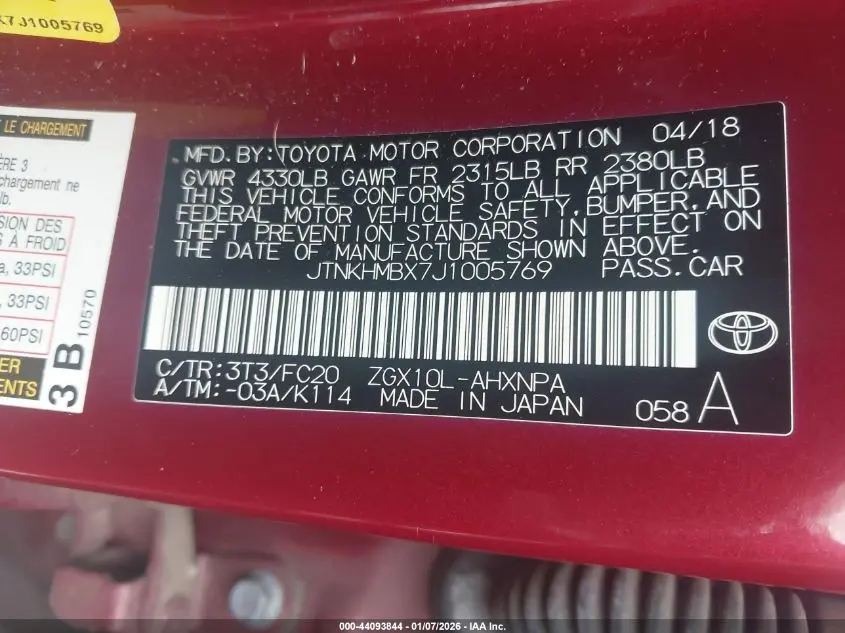 7J1005769
LE CHARGEMENT
ÈRE 3
chargement ne
lb.
SION DES
S À FROID
a, 33PSI
, 33PSI
60PSI
ER
ENTS
3 B 10570
MFD.BY:TOYOTA MOTOR CORPORATION 04/18
GVWR 4330LB GAWR FR 2315LB RR 2380LB
THIS VEHICLE CONFORMS TO ALL APPLICABLE
FEDERAL MOTOR VEHICLE SAFETY,BUMPER,AND
THEFT PREVENTION STANDARDS IN EFFECT ON
THE DATE OF MANUFACTURE SHOWN ABOVE.
JTNKHMBX7J1005769 PASS.CAR
C/TR:3T3/FC20 ZGX10L-AHXNPA
A/TM:-03A/K114 MADE IN JAPAN 058 A
000-44093844 - 01/07/2026 - IAA Inc.